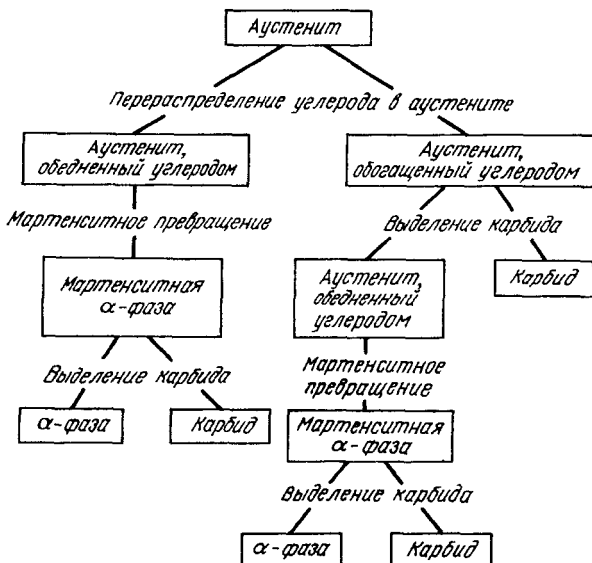 Аустенит
Перераспределение углерода в аустените
Аустенит,
обедненный углеродом
Аустенит,
обогащенный углеродом
Мартенситное превращение
Выделение карбида
Мартенситная
α-фаза
Аустенит,
обедненный
углеродом
Карбид
Выделение карбида
Мартенситное
превращение
α-фаза
Карбид
Мартенситная
α-фаза
Выделение карбида
α-фаза
Карбид